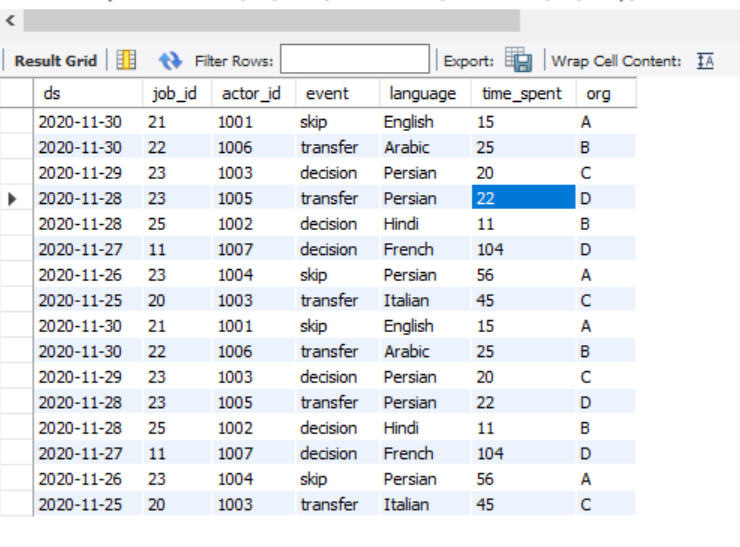 Result Grid Filter Rows: Export: Wrap Cell Content: IA
ds job_id actor_id event language time_spent org
2020-11-30 21 1001 skip English 15 A
2020-11-30 22 1006 transfer Arabic 25 B
2020-11-29 23 1003 decision Persian 20 C
2020-11-28 23 1005 transfer Persian 22 D
2020-11-28 25 1002 decision Hindi 11 B
2020-11-27 11 1007 decision French 104 D
2020-11-26 23 1004 skip Persian 56 A
2020-11-25 20 1003 transfer Italian 45 C
2020-11-30 21 1001 skip English 15 A
2020-11-30 22 1006 transfer Arabic 25 B
2020-11-29 23 1003 decision Persian 20 C
2020-11-28 23 1005 transfer Persian 22 D
2020-11-28 25 1002 decision Hindi 11 B
2020-11-27 11 1007 decision French 104 D
2020-11-26 23 1004 skip Persian 56 A
2020-11-25 20 1003 transfer Italian 45 C